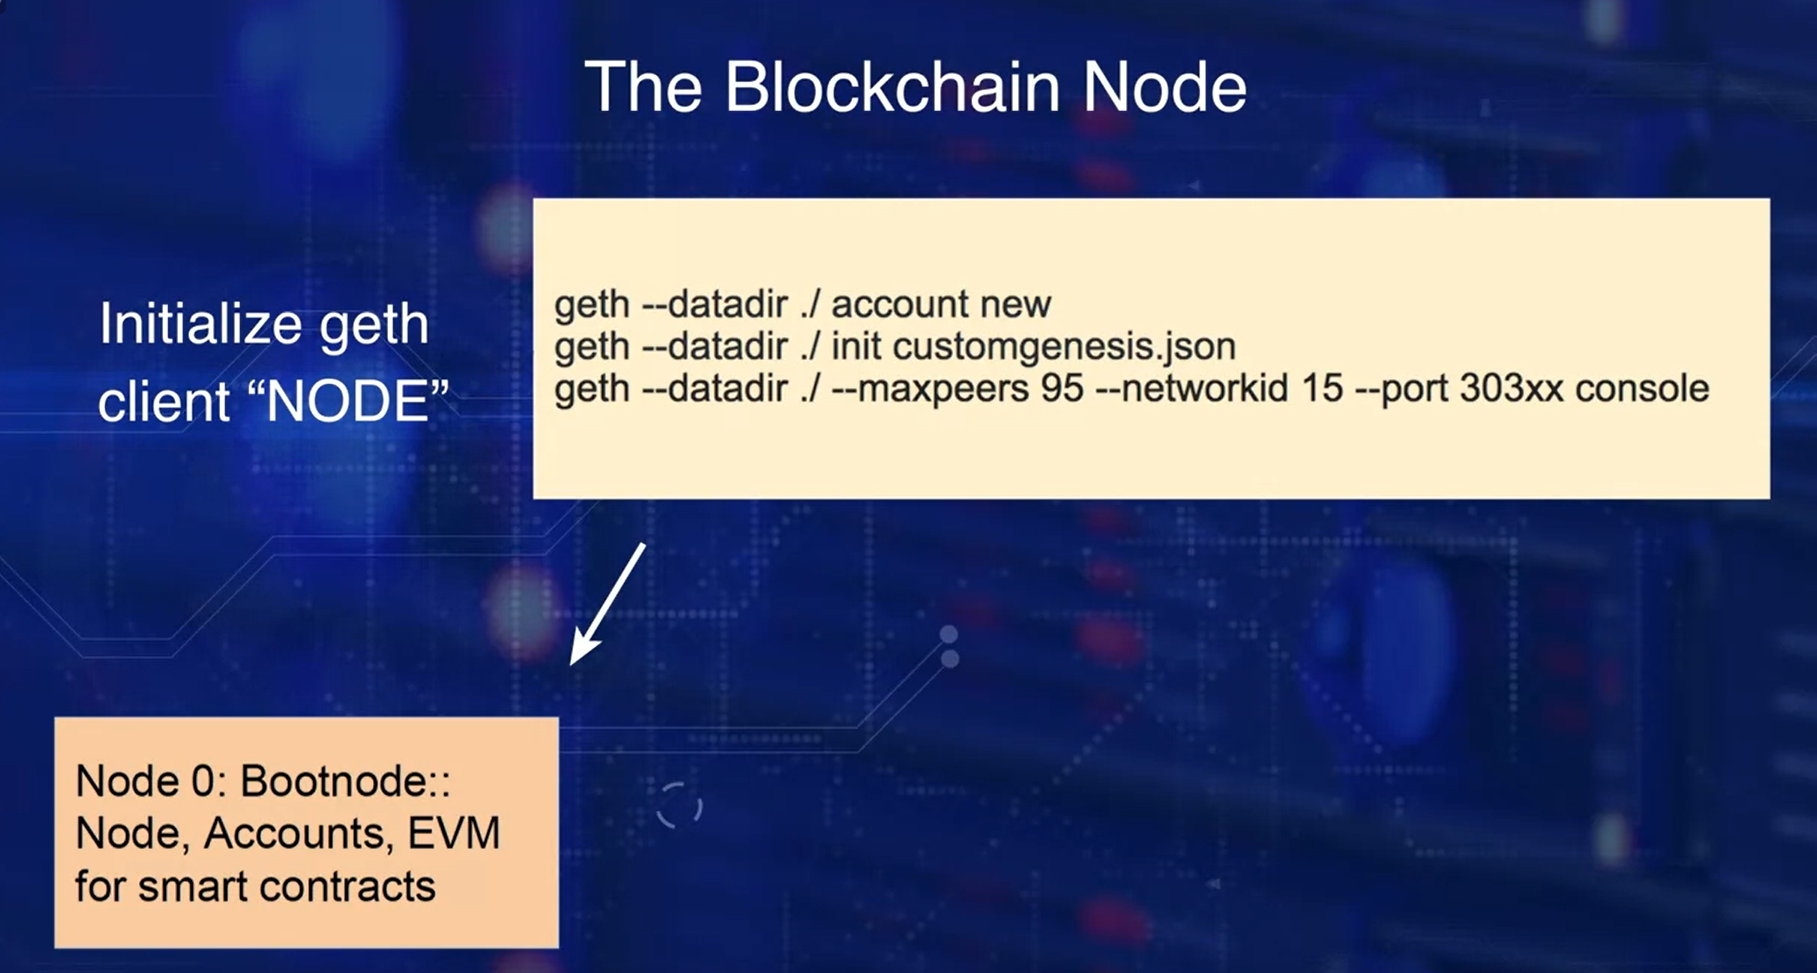 The Blockchain Node
Initialize geth
client “NODE”
geth --datadir ./ account new
geth --datadir ./ init customgenesis.json
geth --datadir ./ --maxpeers 95 --networkid 15 --port 303xx console
Node 0: Bootnode::
Node, Accounts, EVM
for smart contracts